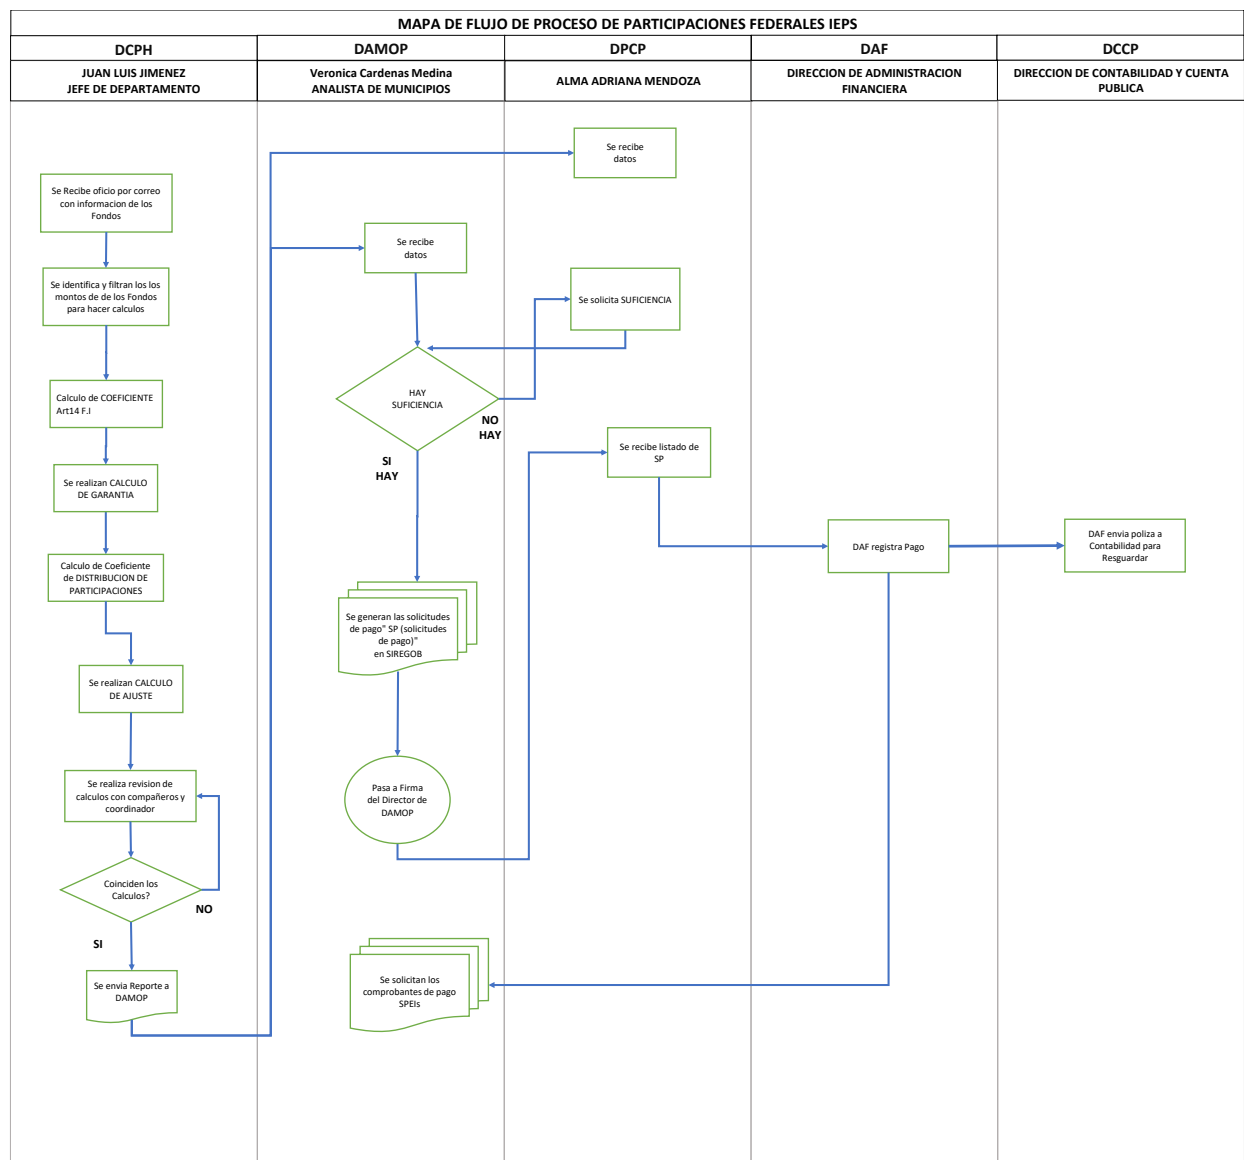 MAPA DE FLUJO DE PROCESO DE PARTICIPACIONES FEDERALES IEPS
DCPH
DAMOP
DPCP
DAF
DCCP
JUAN LUIS JIMENEZ
JEFE DE DEPARTAMENTO
Veronica Cardenas Medina
ANALISTA DE MUNICIPIOS
ALMA ADRIANA MENDOZA
DIRECCION DE ADMINISTRACION
FINANCIERA
DIRECCION DE CONTABILIDAD Y CUENTA
PUBLICA
Se Recibe oficio por correo
con informacion de los
Fondos
Se identifica y filtran los los
montos de de los Fondos
para hacer calculos
Calculo de COEFICIENTE
Art14 F.I
Se realizan CALCULO
DE GARANTIA
Calculo de Coeficiente
de DISTRIBUCION DE
PARTICIPACIONES
Se realizan CALCULO
DE AJUSTE
Se realiza revision de
calculos con compañeros y
coordinador
Coinciden los
Calculos?
NO
SI
Se envia Reporte a
DAMOP
Se recibe
datos
HAY
SUFICIENCIA
NO
HAY
SI
HAY
Se generan las solicitudes
de pago" SP (solicitudes
de pago)"
en SIREGOB
Pasa a Firma
del Director de
DAMOP
Se solicitan los
comprobantes de pago
SPEIs
Se recibe
datos
Se solicita SUFICIENCIA
Se recibe listado de
SP
DAF registra Pago
DAF envia poliza a
Contabilidad para
Resguardar